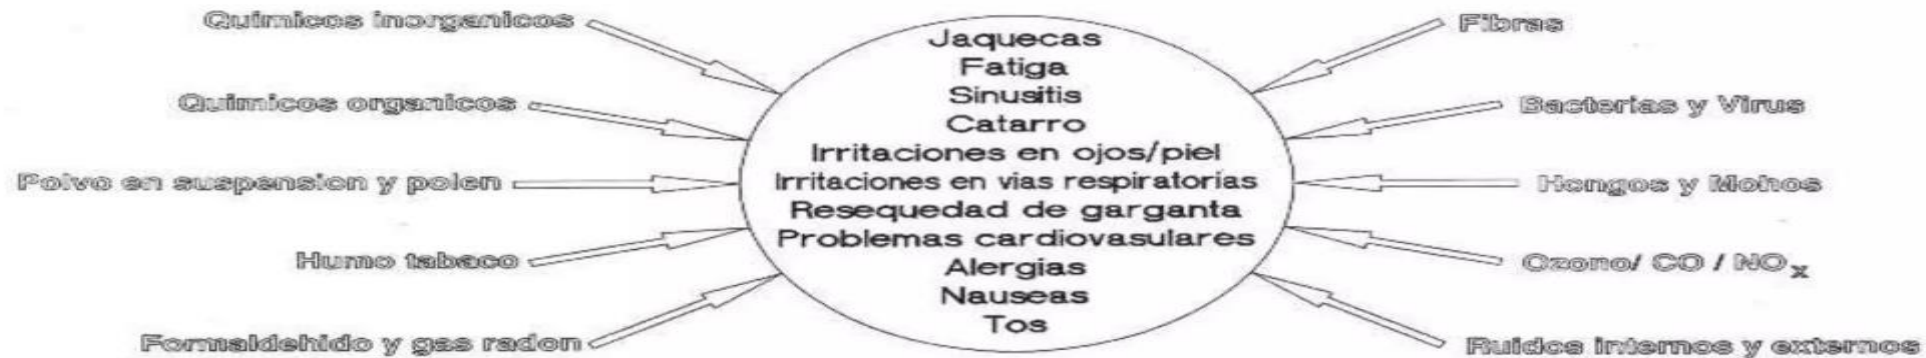 Quimicos inorganicos
Quimicos organicos
Polvo en suspension y polen
Humo tabaco
Formaldehido y gas radon
Jaquecas
Fatiga
Sinusitis
Catarro
Irritaciones en ojos/piel
Irritaciones en vias respiratorias
Resequedad de garganta
Problemas cardiovasulares
Alergias
Nauseas
Tos
Fibras
Bacterias y Virus
Hongos y Mohos
Ozono/ CO / NOx
Ruidos internos y externos